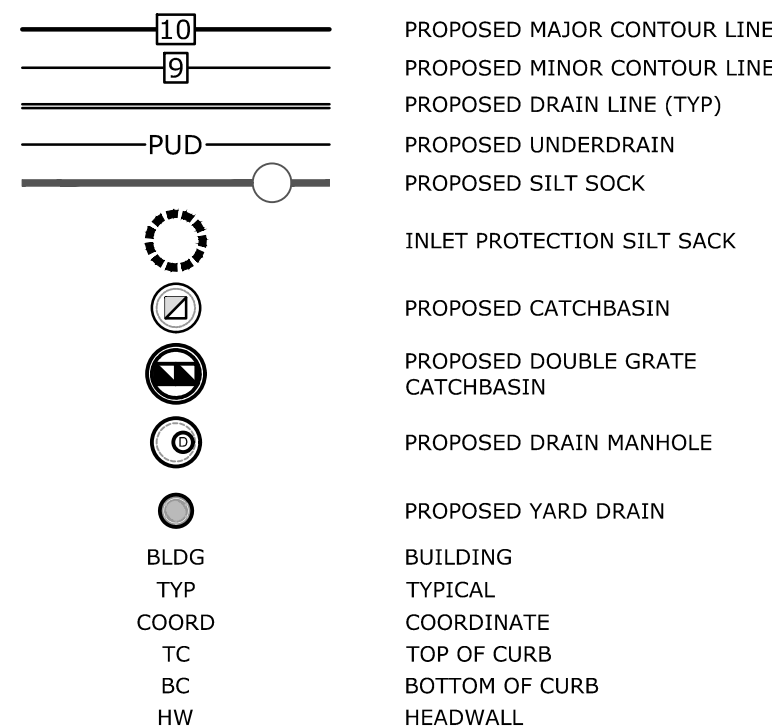 10 PROPOSED MAJOR CONTOUR LINE
9 PROPOSED MINOR CONTOUR LINE
PROPOSED DRAIN LINE (TYP)
PUD PROPOSED UNDERDRAIN
PROPOSED SILT SOCK
INLET PROTECTION SILT SACK
PROPOSED CATCHBASIN
PROPOSED DOUBLE GRATE
CATCHBASIN
D PROPOSED DRAIN MANHOLE
PROPOSED YARD DRAIN
BLDG BUILDING
TYP TYPICAL
COORD COORDINATE
TC TOP OF CURB
BC BOTTOM OF CURB
HW HEADWALL